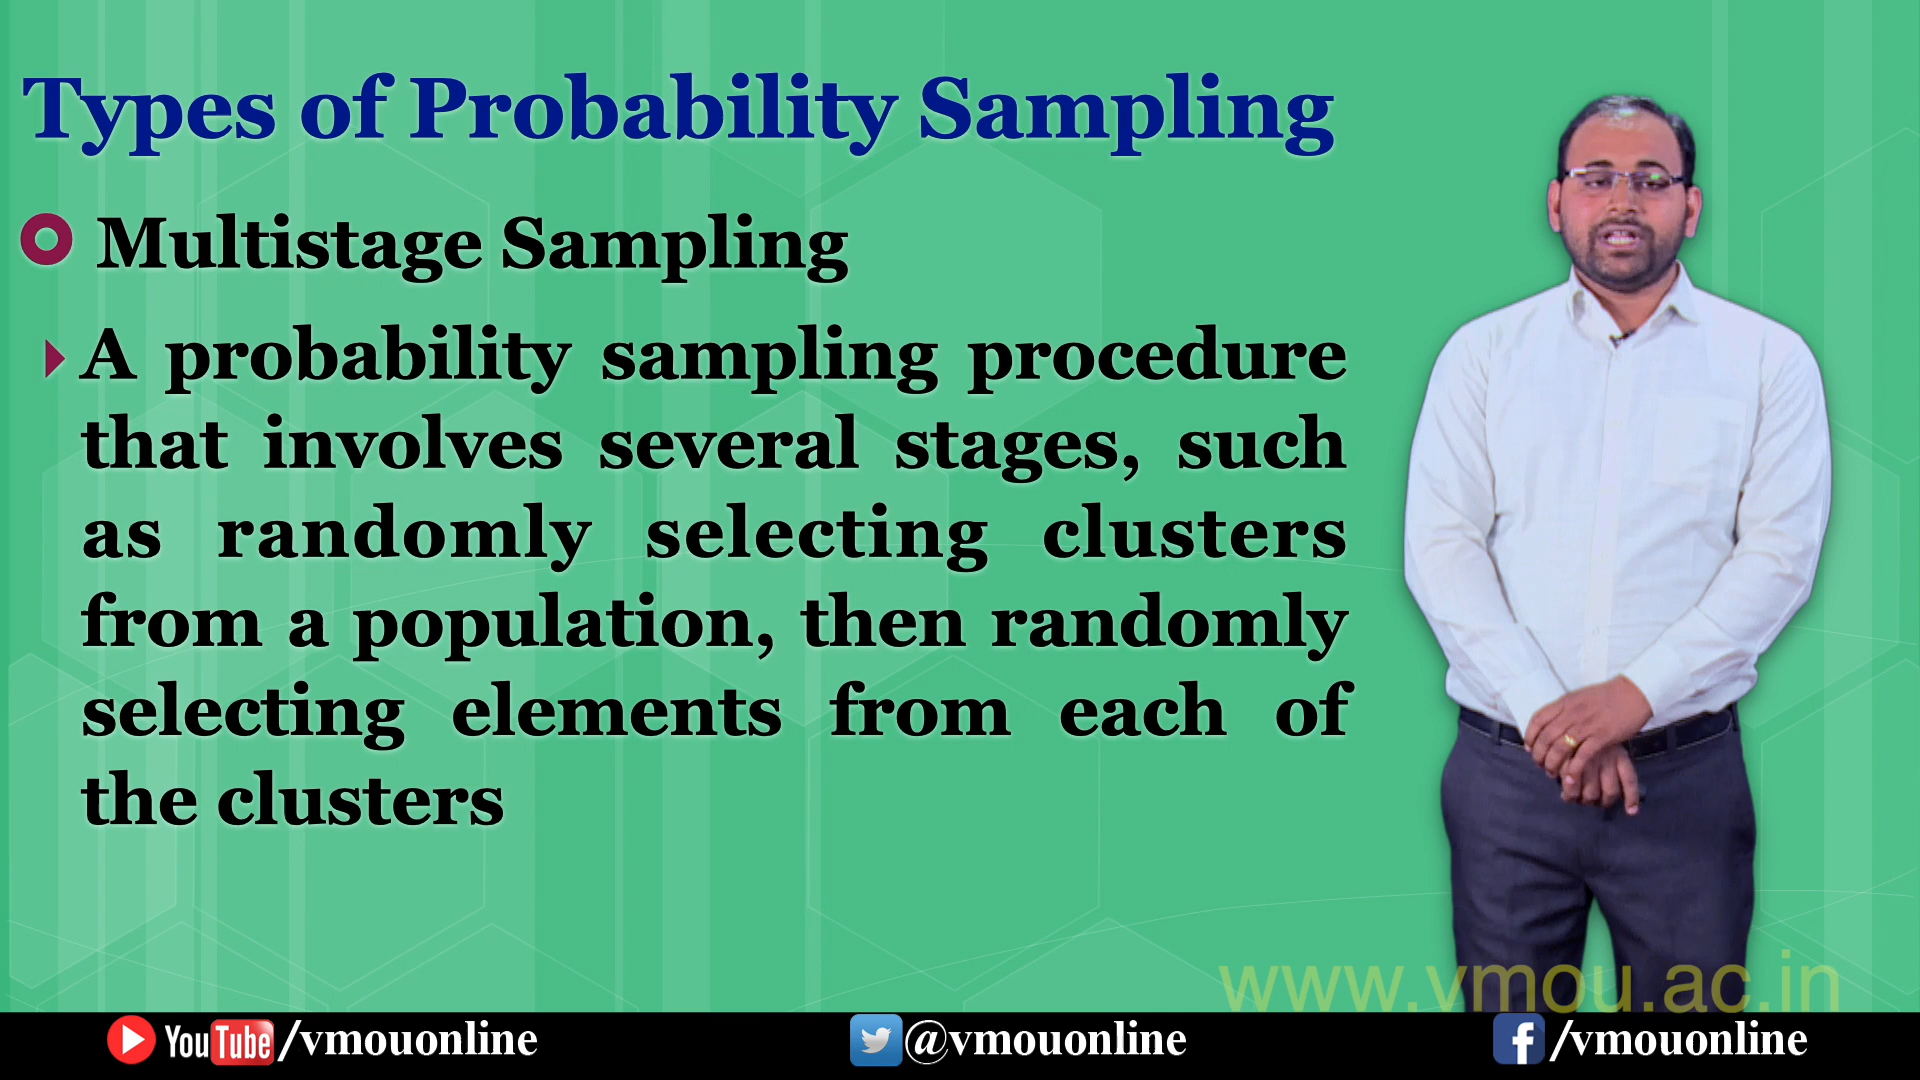 Types of Probability Sampling
Multistage Sampling
A probability sampling procedure
that involves several stages, such
as randomly selecting clusters
from a population, then randomly
selecting elements from each of
the clusters
www.vmou.ac.in
YouTube /vmouonline
@vmouonline
f /vmouonline